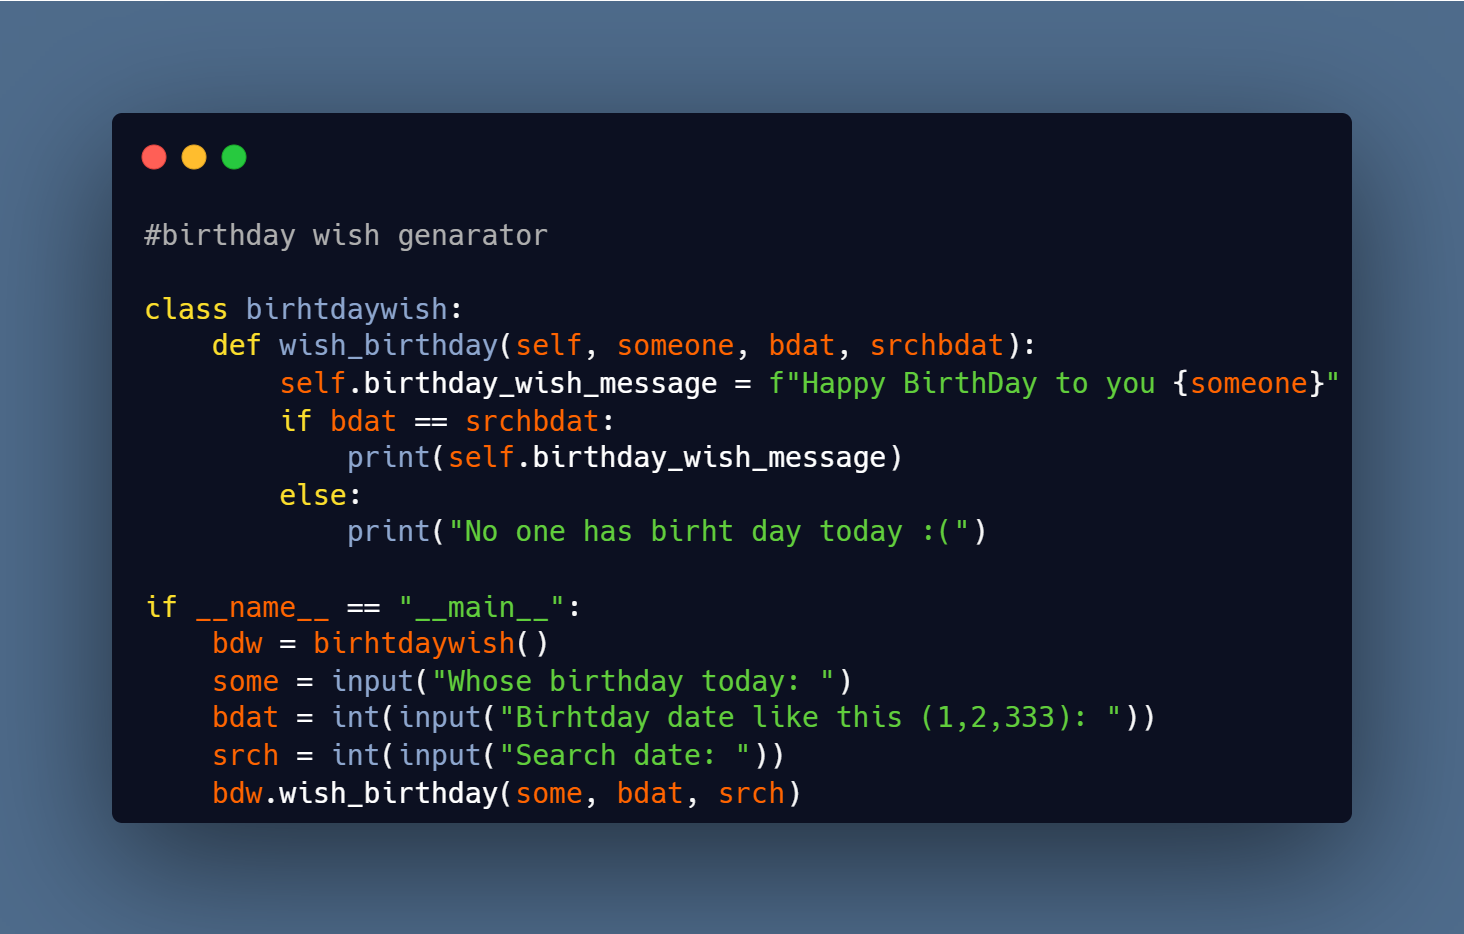 #birthday wish genarator

class birhtdaywish:
    def wish_birthday(self, someone, bdat, srchbdat):
        self.birthday_wish_message = f"Happy BirthDay to you {someone}"
        if bdat == srchbdat:
            print(self.birthday_wish_message)
        else:
            print("No one has birht day today :(")

if __name__ == "__main__":
    bdw = birhtdaywish()
    some = input("Whose birthday today: ")
    bdat = int(input("Birhtday date like this (1,2,333): "))
    srch = int(input("Search date: "))
    bdw.wish_birthday(some, bdat, srch)